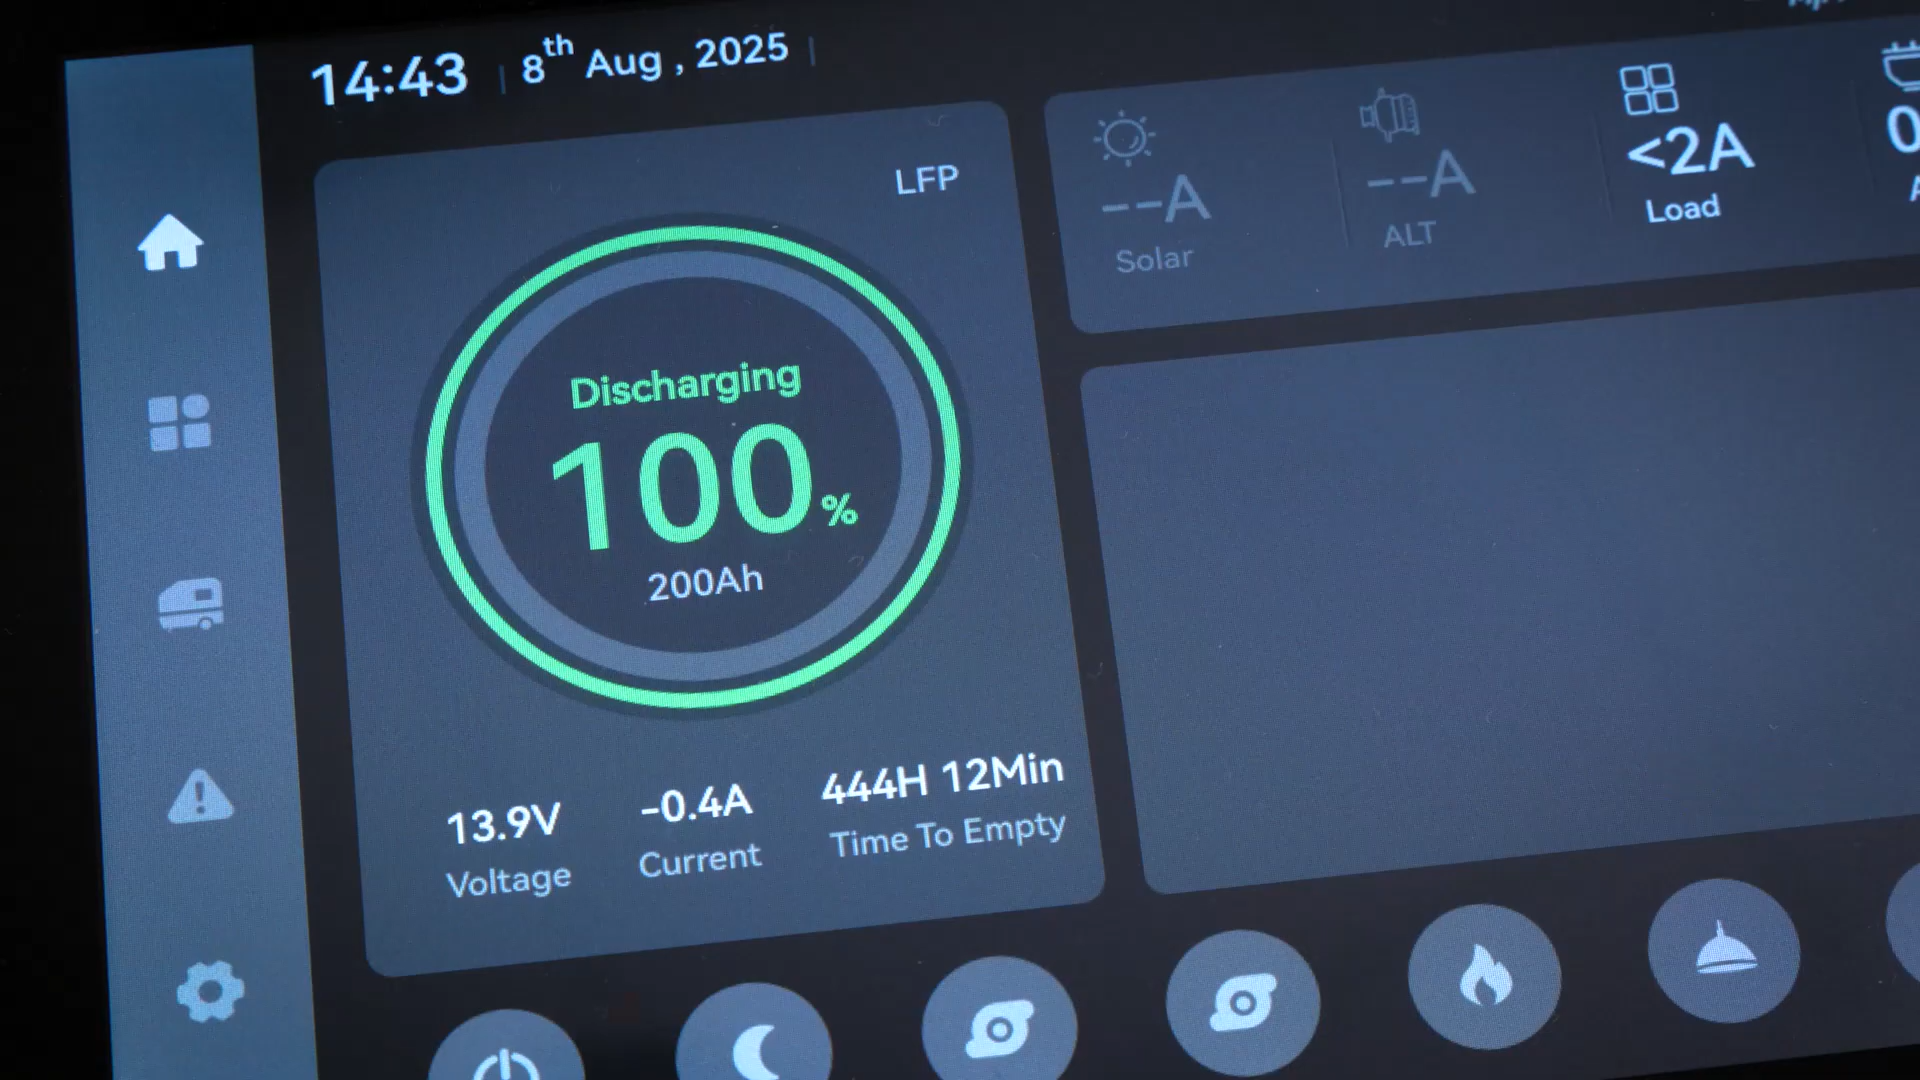 14:43 | 8th Aug , 2025 |
LFP
Discharging
100%
200Ah
13.9V
Voltage
-0.4A
Current
444H 12Min
Time To Empty
--A
Solar
--A
ALT
<2A
Load